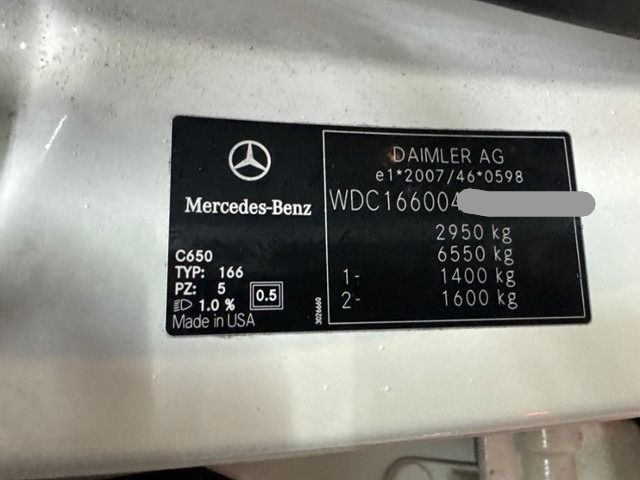 Mercedes-Benz
C650
TYP: 166
PZ: 5
1.0 %
0.5
Made in USA
3026660
DAIMLER AG
e1*2007/46*0598
WDC166004
2950 kg
6550 kg
1- 1400 kg
2- 1600 kg